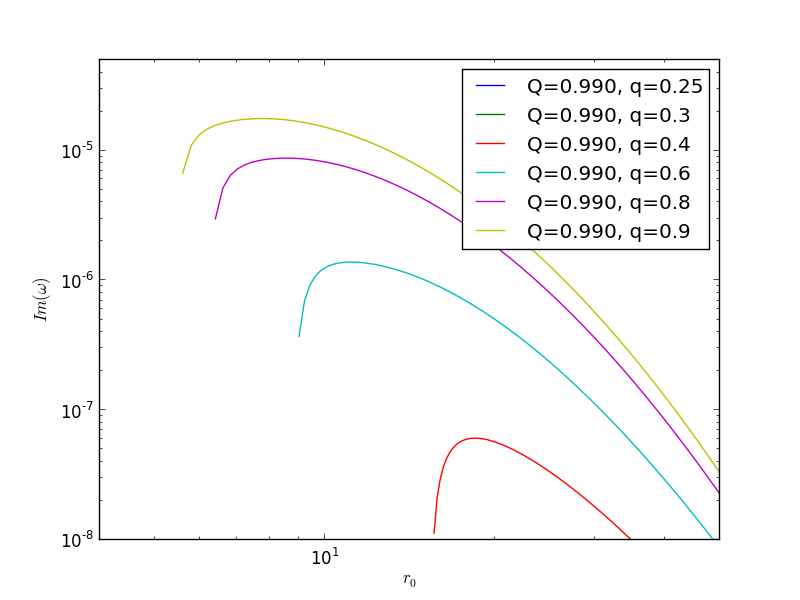 Q=0.990, q=0.25
Q=0.990, q=0.3
Q=0.990, q=0.4
Q=0.990, q=0.6
Q=0.990, q=0.8
Q=0.990, q=0.9
10^-5
10^-6
10^-7
10^-8
Im(ω)
10^1
r_0